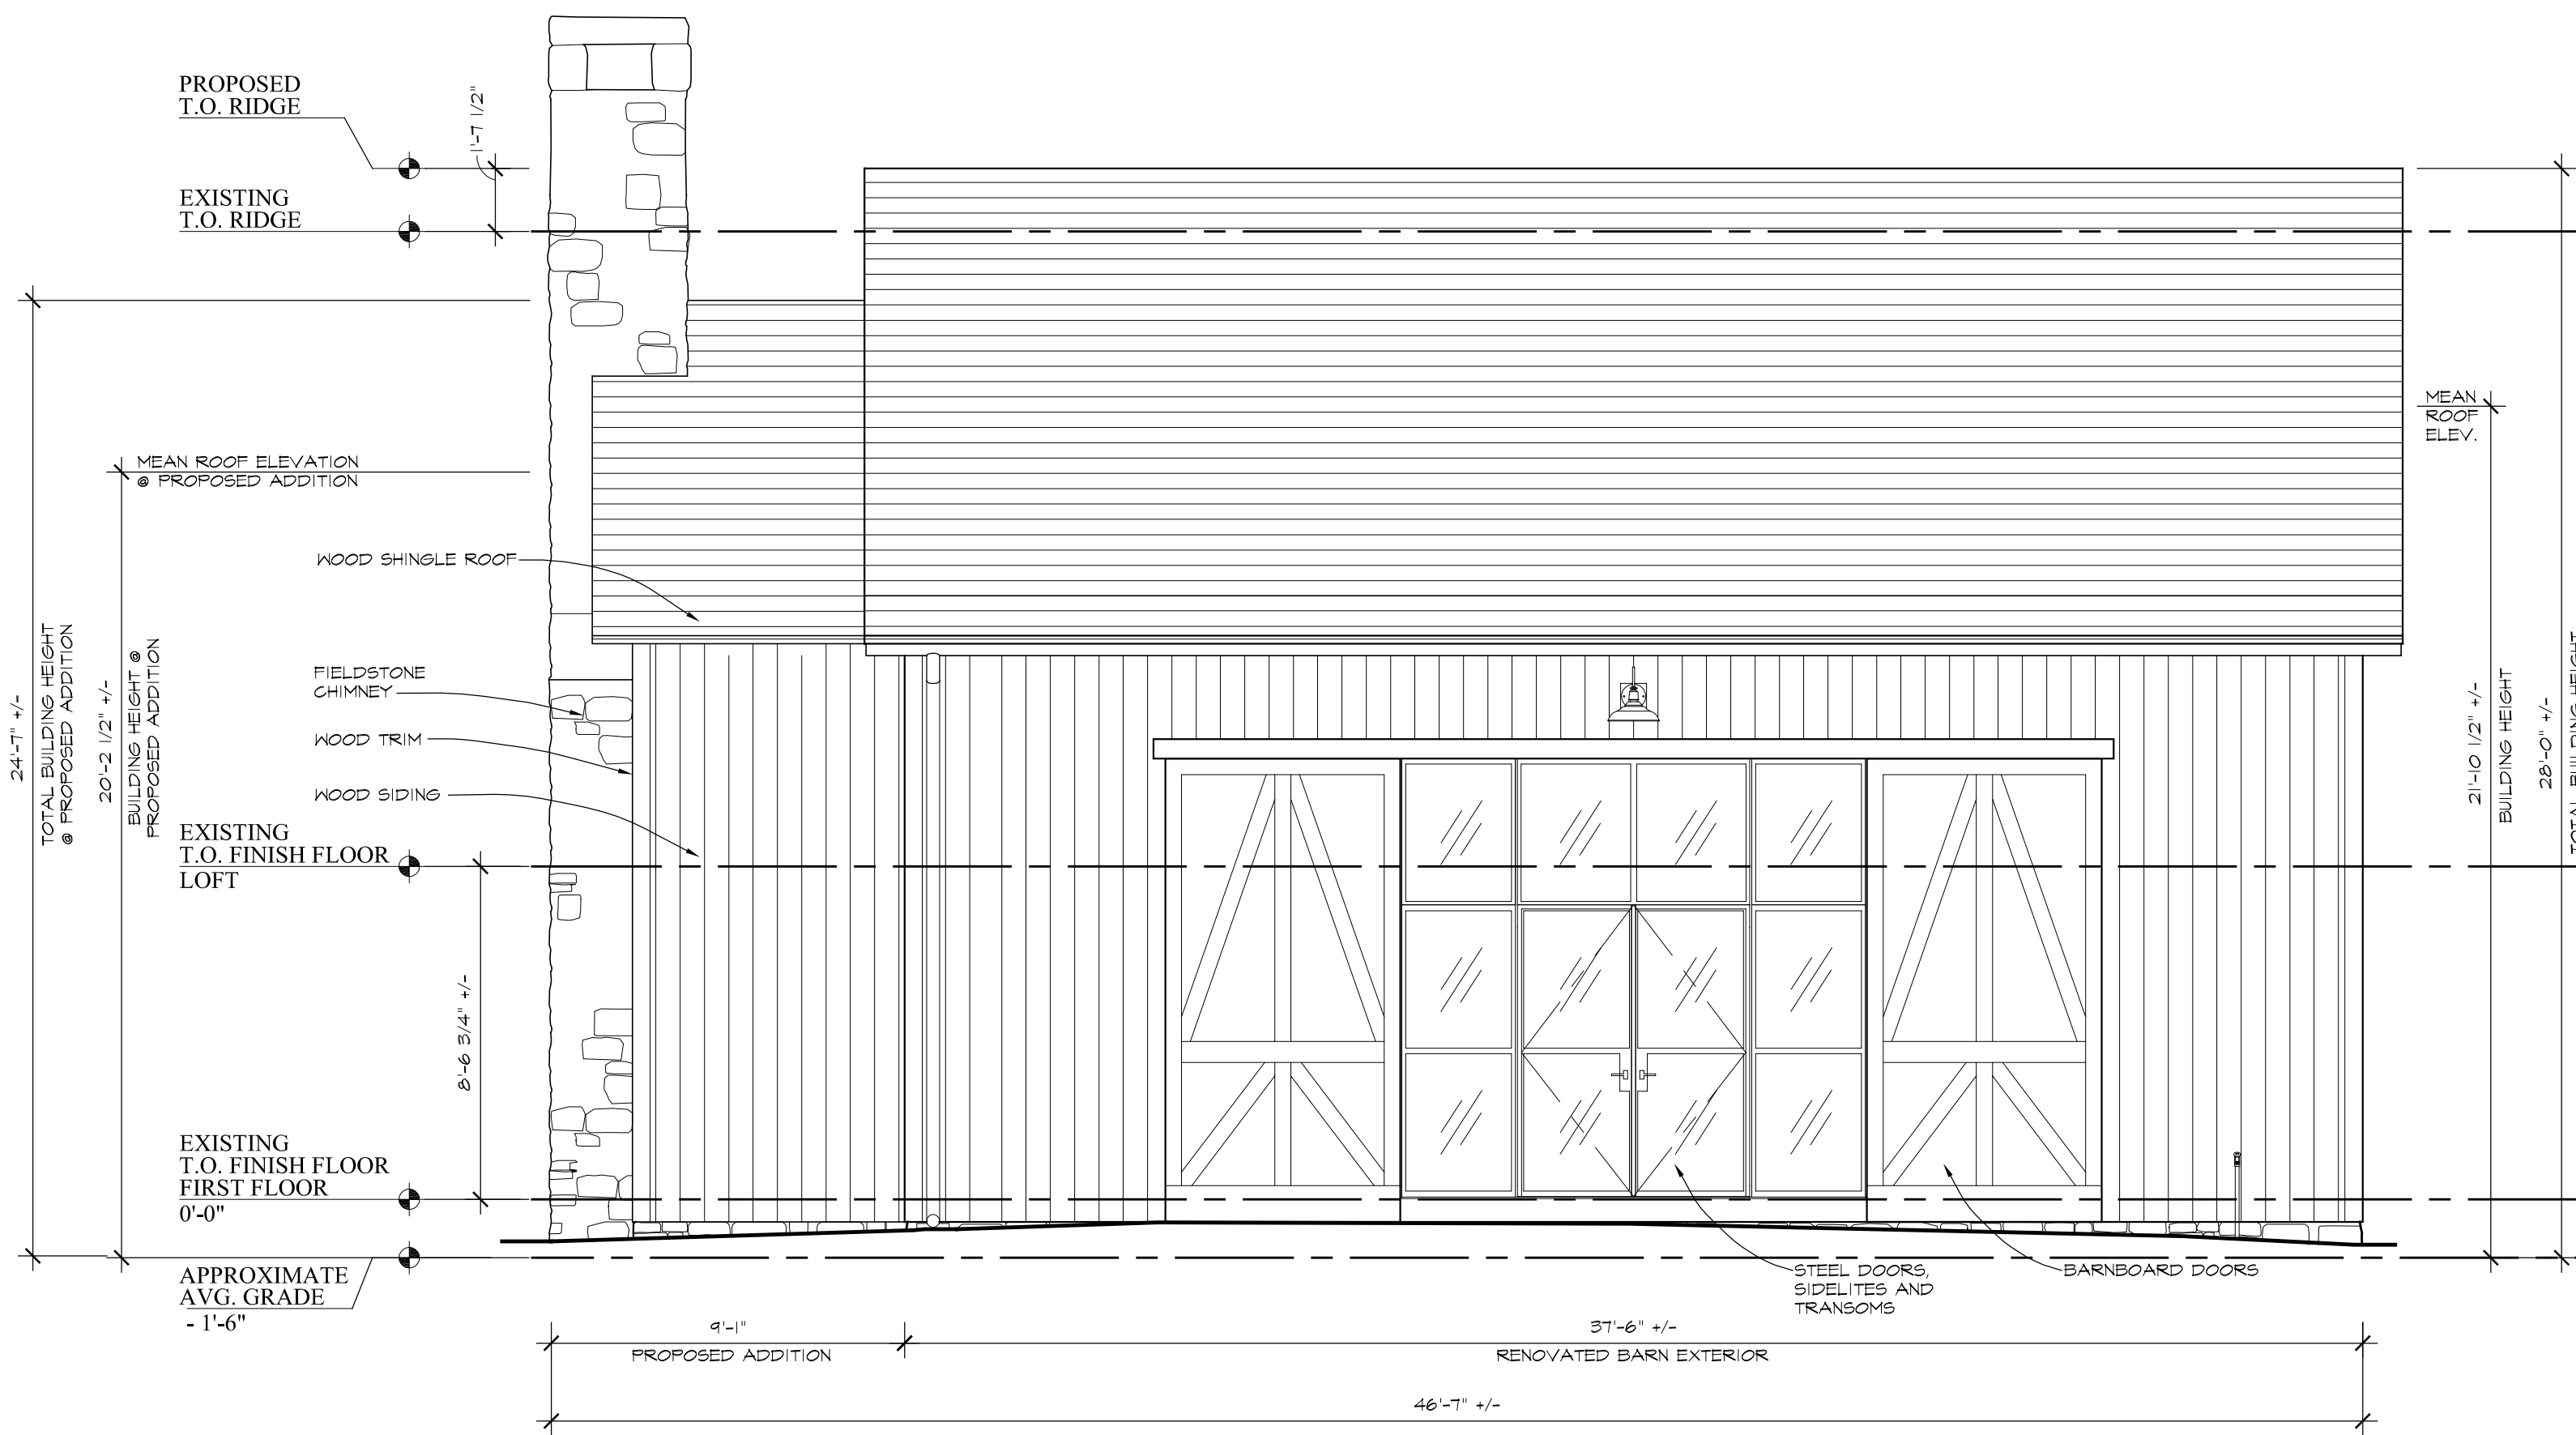 PROPOSED
T.O. RIDGE
1'-7 1/2"
EXISTING
T.O. RIDGE
MEAN
ROOF
ELEV.
MEAN ROOF ELEVATION
@ PROPOSED ADDITION
WOOD SHINGLE ROOF
FIELDSTONE
CHIMNEY
WOOD TRIM
WOOD SIDING
24'-7" +/-
TOTAL BUILDING HEIGHT
@ PROPOSED ADDITION
20'-2 1/2" +/-
BUILDING HEIGHT @
PROPOSED ADDITION
21'-10 1/2" +/-
BUILDING HEIGHT
28'-0" +/-
TOTAL BUILDING HEIGHT
EXISTING
T.O. FINISH FLOOR
LOFT
8'-6 3/4" +/-
EXISTING
T.O. FINISH FLOOR
FIRST FLOOR
0'-0"
APPROXIMATE
AVG. GRADE
- 1'-6"
STEEL DOORS,
SIDELITES AND
TRANSOMS
BARNBOARD DOORS
9'-1"
PROPOSED ADDITION
37'-6" +/-
RENOVATED BARN EXTERIOR
46'-7" +/-